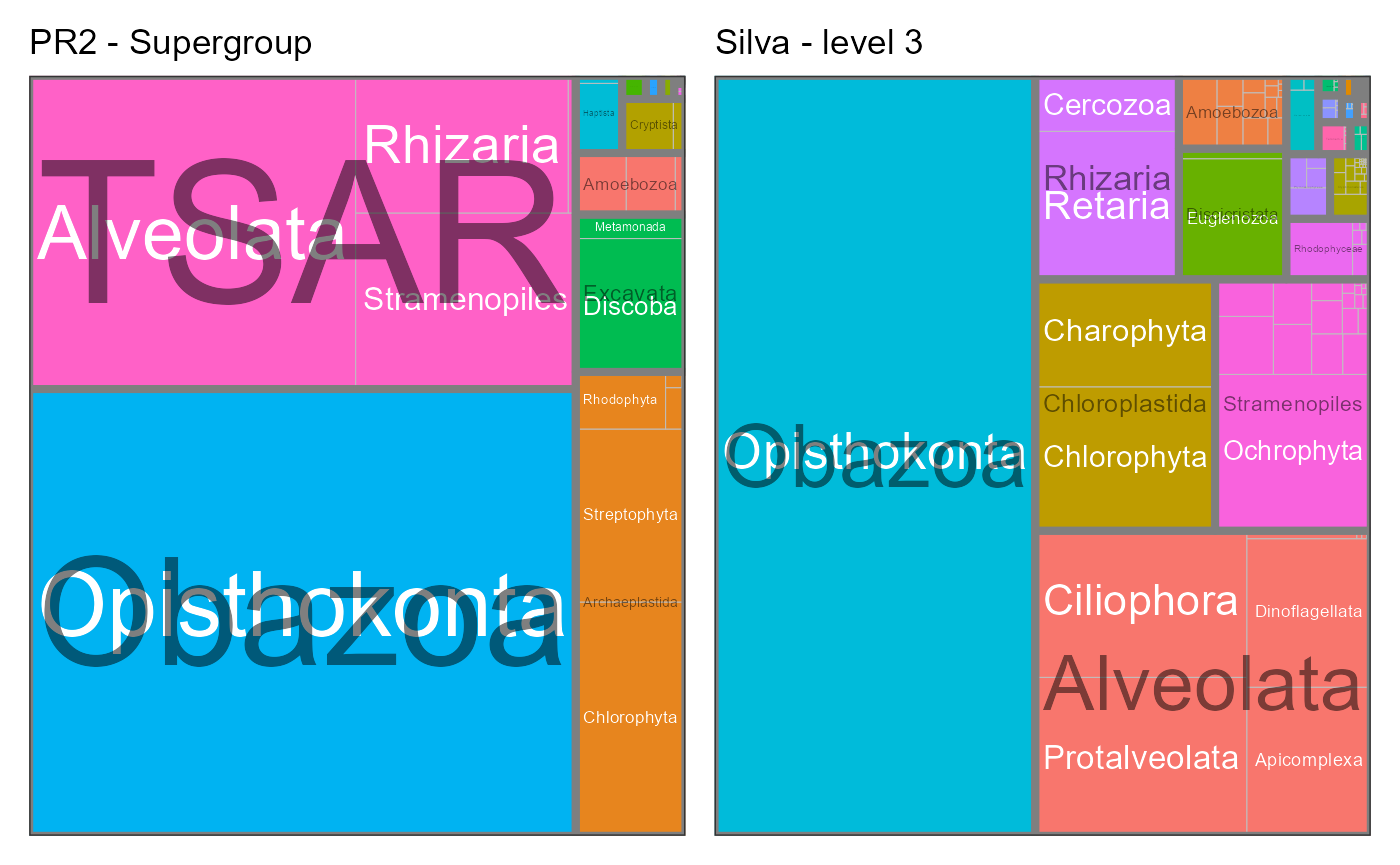 PR2 - Supergroup
TSAR
Rhizaria
Alveolata
Stramenopiles
Opisthokonta
Obazoa
Haptista
Cryptista
Amoebozoa
Metamonada
Excavata
Discoba
Rhodophyta
Streptophyta
Archaeplastida
Chlorophyta
Silva - level 3
Opisthokonta
Obazoa
Cercozoa
Rhizaria
Retaria
Amoebozoa
Discicristata
Euglenozoa
Rhodophyceae
Charophyta
Chloroplastida
Chlorophyta
Stramenopiles
Ochrophyta
Ciliophora
Dinoflagellata
Alveolata
Protalveolata
Apicomplexa